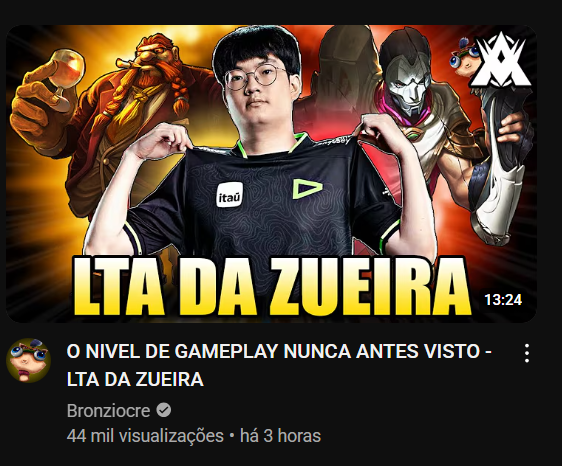 itaú
LTA DA ZUEIRA
13:24
O NIVEL DE GAMEPLAY NUNCA ANTES VISTO -
LTA DA ZUEIRA
Bronziocre
44 mil visualizações • há 3 horas